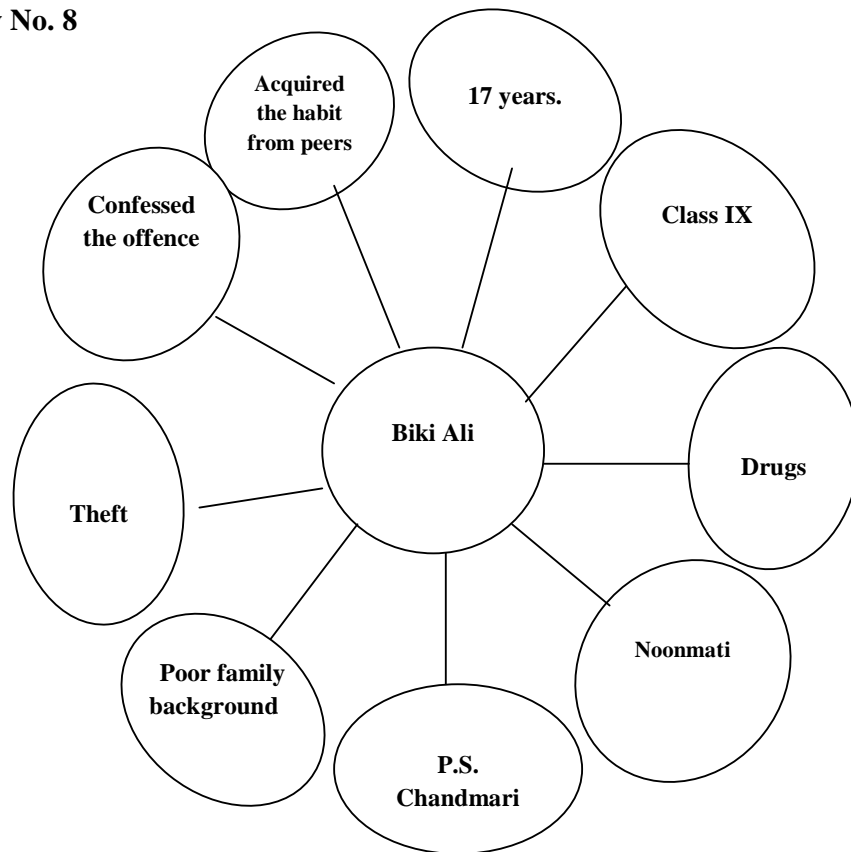 No. 8
Acquired
the habit
from peers
17 years.
Confessed
the offence
Class IX
Biki Ali
Drugs
Theft
Noonmati
Poor family
background
P.S.
Chandmari